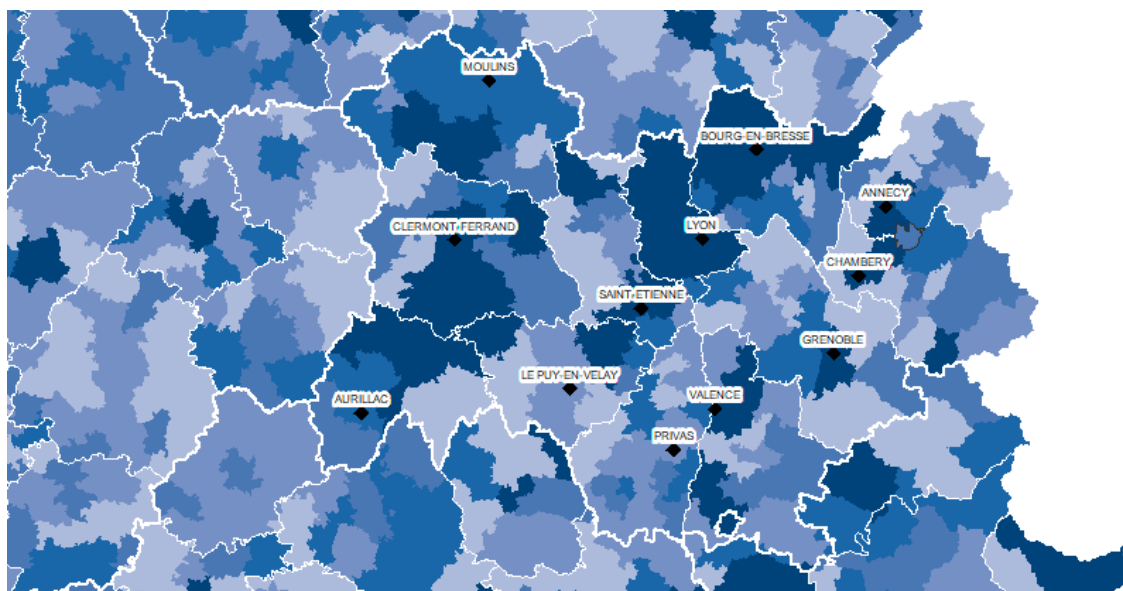 MOULINS
BOURG-EN-BRESSE
ANNECY
CLERMONT-FERRAND
LYON
CHAMBERY
SAINT-ETIENNE
GRENOBLE
LE PUY-EN-VELAY
AURILLAC
VALENCE
PRIVAS